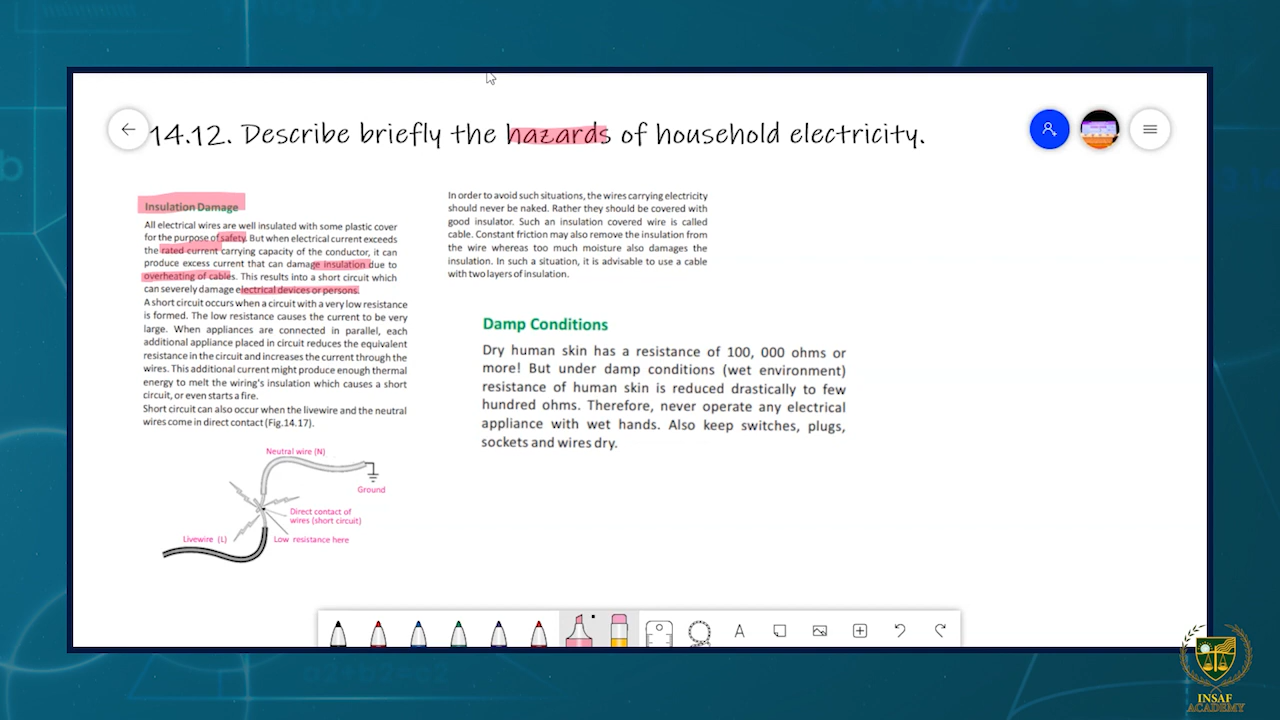 14.12. Describe briefly the hazards of household electricity.
Insulation Damage
All electrical wires are well insulated with some plastic cover
for the purpose of safety. But when electrical current exceeds
the rated current carrying capacity of the conductor, it can
produce excess current that can damage insulation due to
overheating of cables. This results into a short circuit which
can severely damage electrical devices or persons.
A short circuit occurs when a circuit with a very low resistance
is formed. The low resistance causes the current to be very
large. When appliances are connected in parallel, each
additional appliance placed in circuit reduces the equivalent
resistance in the circuit and increases the current through the
wires. This additional current might produce enough thermal
energy to melt the wiring's insulation which causes a short
circuit, or even starts a fire.
Short circuit can also occur when the livewire and the neutral
wires come in direct contact (Fig.14.17).
Neutral wire (N)
Ground
Direct contact of
wires (short circuit)
Livewire (L)
Low resistance here
In order to avoid such situations, the wires carrying electricity
should never be naked. Rather they should be covered with
good insulator. Such an insulation covered wire is called
cable. Constant friction may also remove the insulation from
the wire whereas too much moisture also damages the
insulation. In such a situation, it is advisable to use a cable
with two layers of insulation.
Damp Conditions
Dry human skin has a resistance of 100, 000 ohms or
more! But under damp conditions (wet environment)
resistance of human skin is reduced drastically to few
hundred ohms. Therefore, never operate any electrical
appliance with wet hands. Also keep switches, plugs,
sockets and wires dry.
A
INSAF
ACADEMY